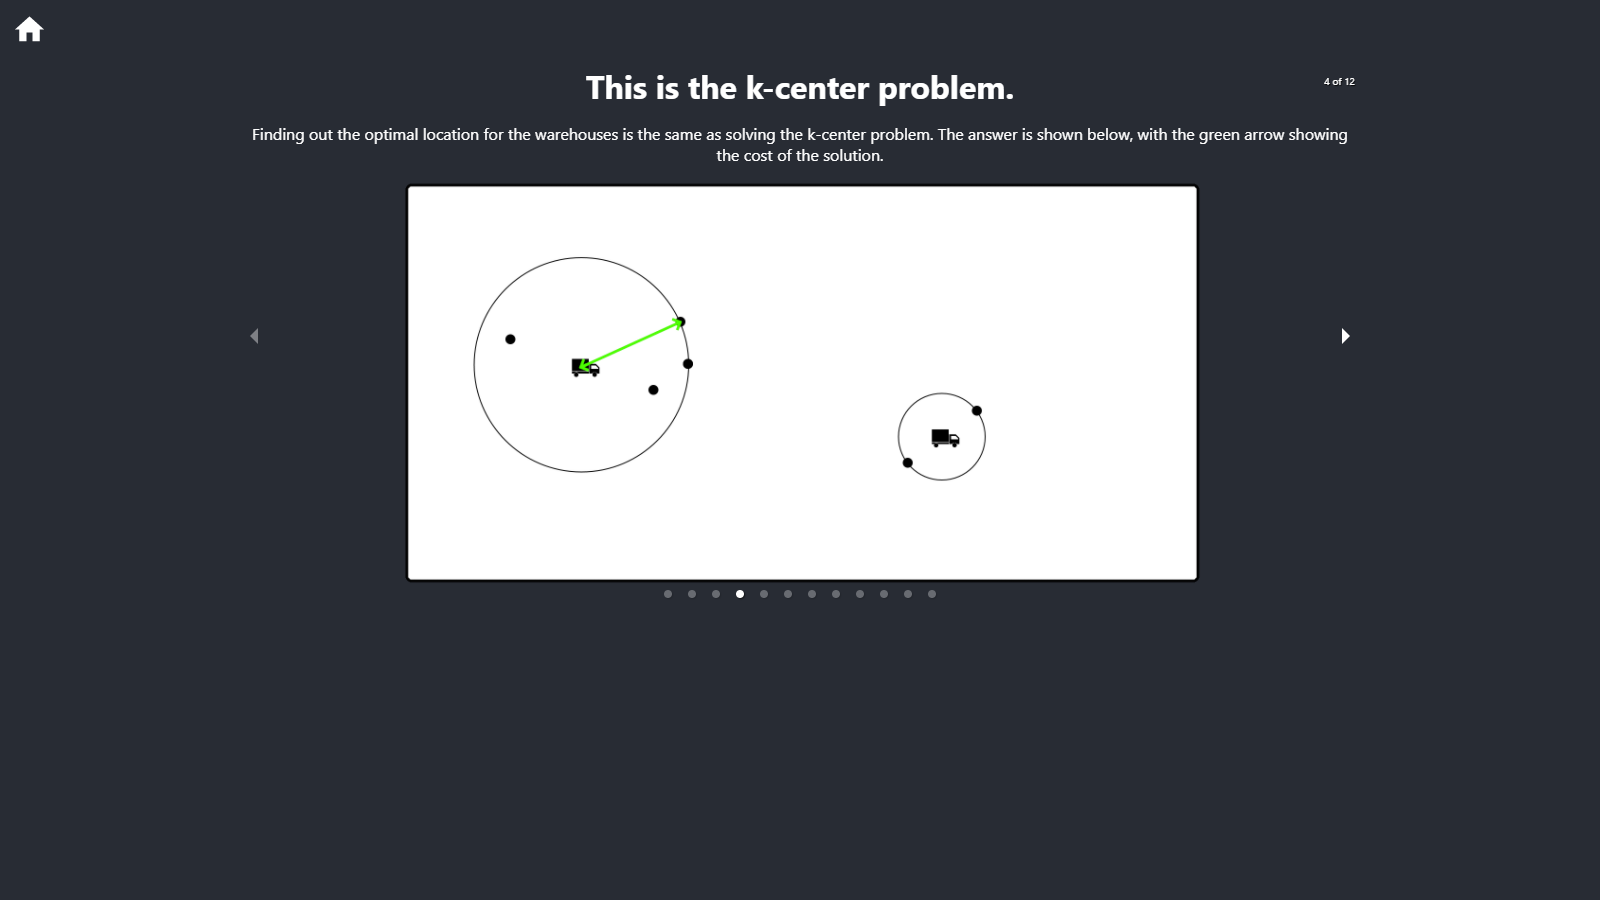 This is the k-center problem.
4 of 12
Finding out the optimal location for the warehouses is the same as solving the k-center problem. The answer is shown below, with the green arrow showing
the cost of the solution.